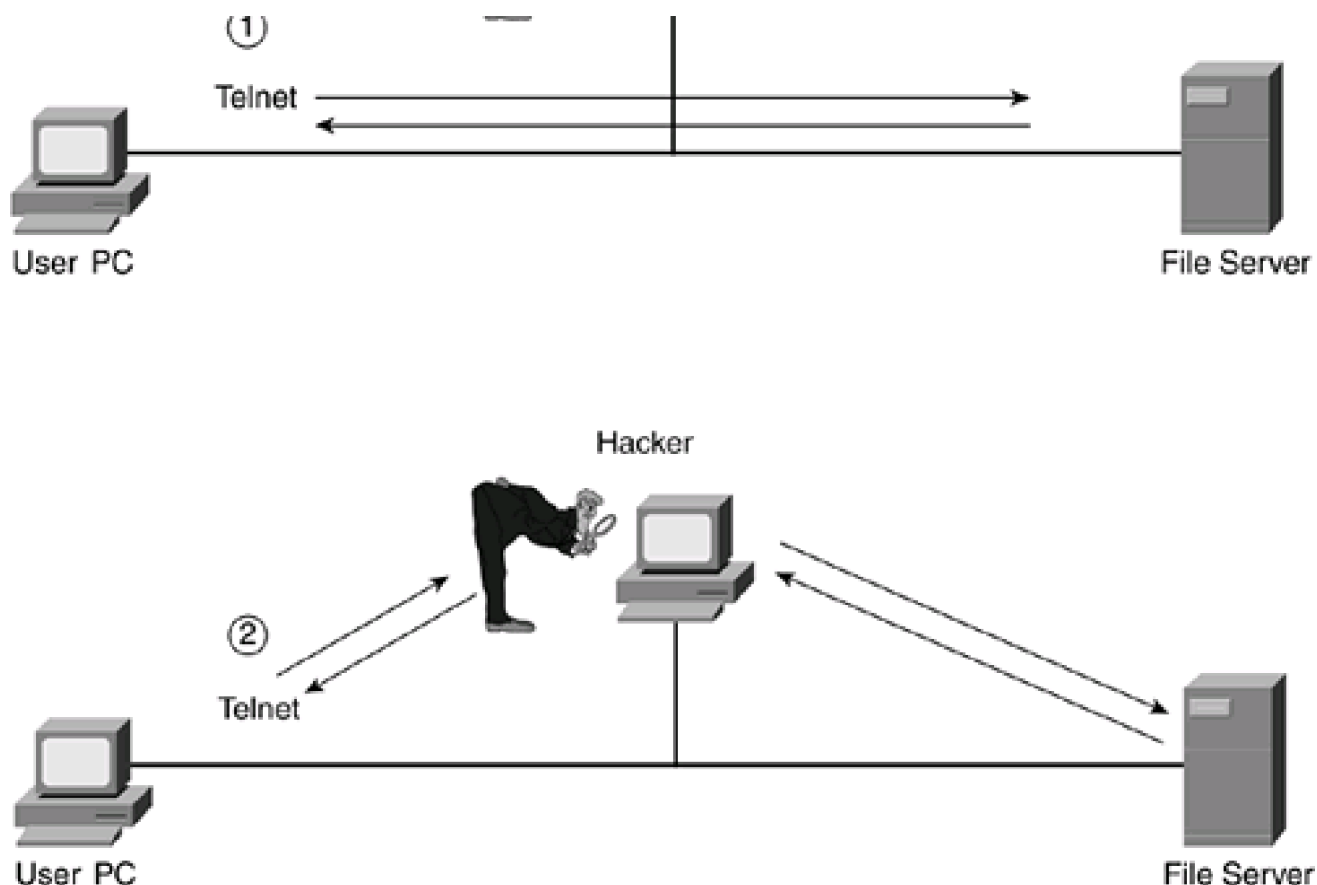 ①
Telnet
User PC
File Server
Hacker
②
Telnet
User PC
File Server